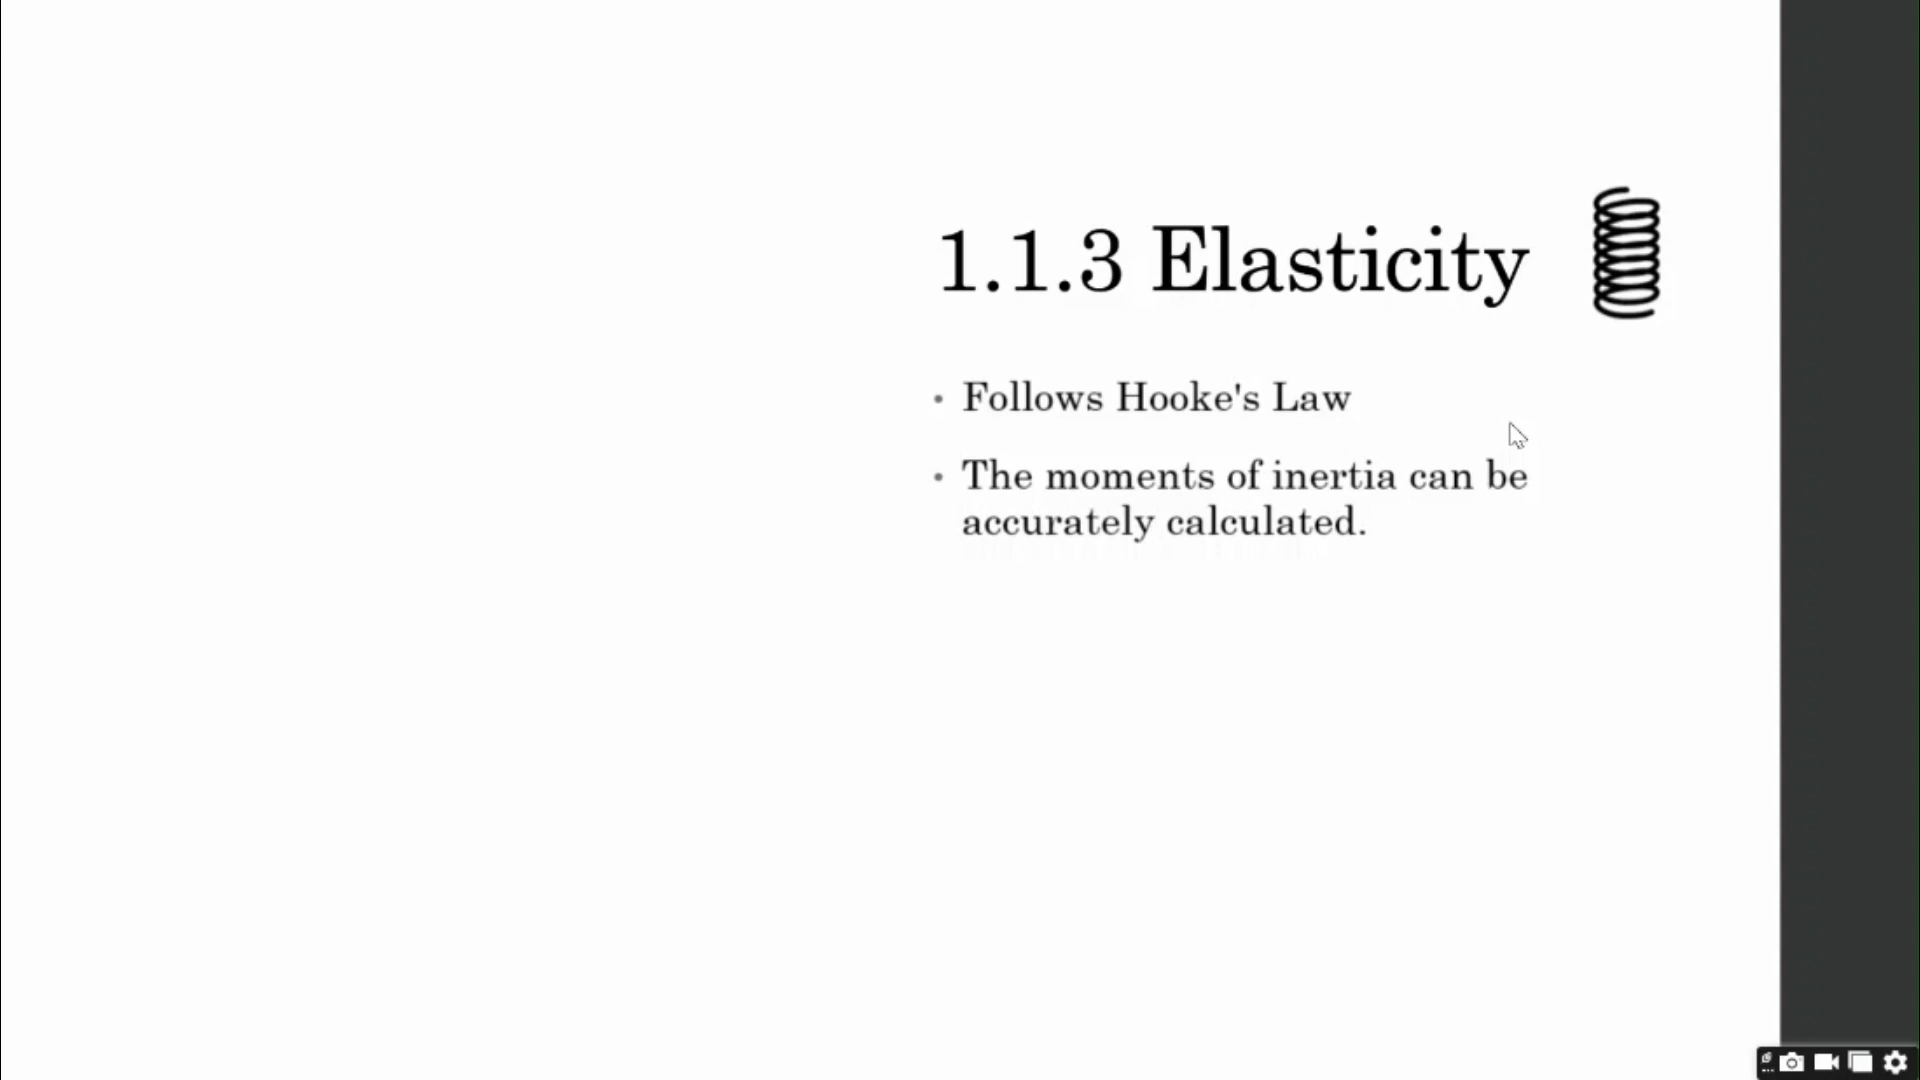 1.1.3 Elasticity
• Follows Hooke's Law
• The moments of inertia can be
accurately calculated.